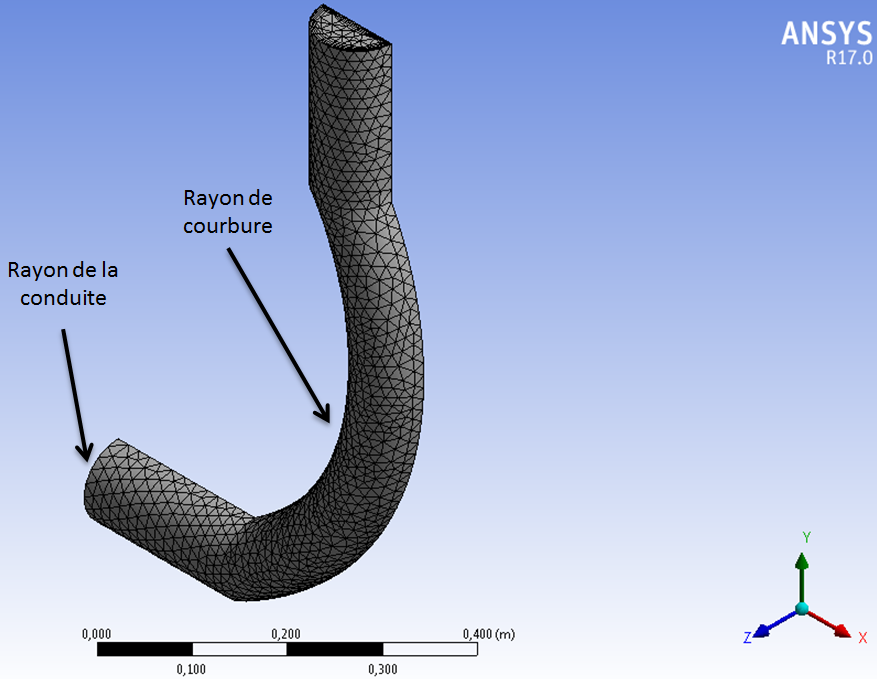 ANSYS
R17.0
Rayon de
courbure
Rayon de la
conduite
Y
Z
X
0,000
0,200
0,400 (m)
0,100
0,300